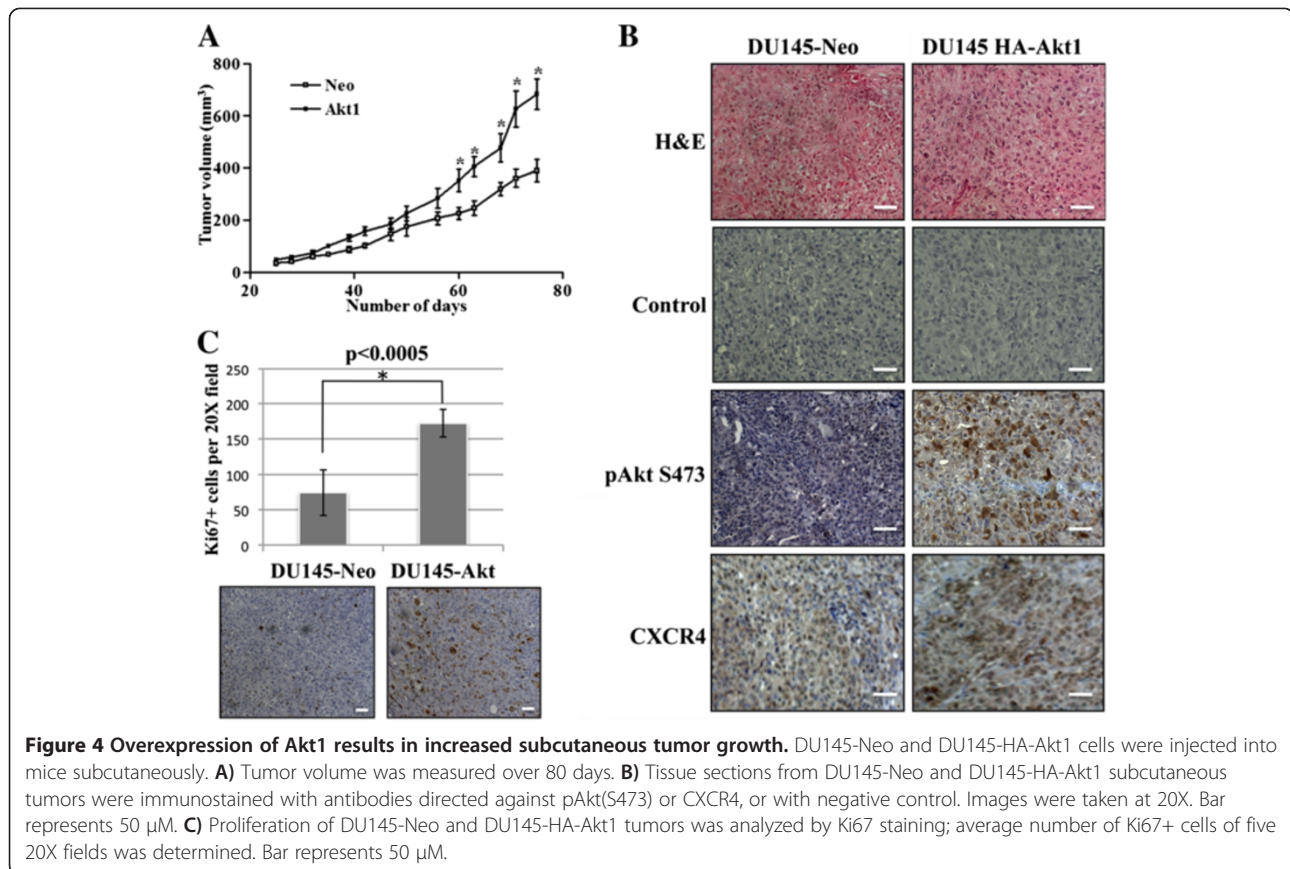 A
Tumor volume (mm³)
800
600
400
200
0
Neo
Akt1
* * * * *
20 40 60 80
Number of days
B
DU145-Neo DU145 HA-Akt1
H&E
Control
pAkt S473
CXCR4
C
p<0.0005
*
Ki67+ cells per 20X field
250
200
150
100
50
0
DU145-Neo DU145-Akt
Figure 4 Overexpression of Akt1 results in increased subcutaneous tumor growth. DU145-Neo and DU145-HA-Akt1 cells were injected into
mice subcutaneously. A) Tumor volume was measured over 80 days. B) Tissue sections from DU145-Neo and DU145-HA-Akt1 subcutaneous
tumors were immunostained with antibodies directed against pAkt(S473) or CXCR4, or with negative control. Images were taken at 20X. Bar
represents 50 μM. C) Proliferation of DU145-Neo and DU145-HA-Akt1 tumors was analyzed by Ki67 staining; average number of Ki67+ cells of five
20X fields was determined. Bar represents 50 μM.